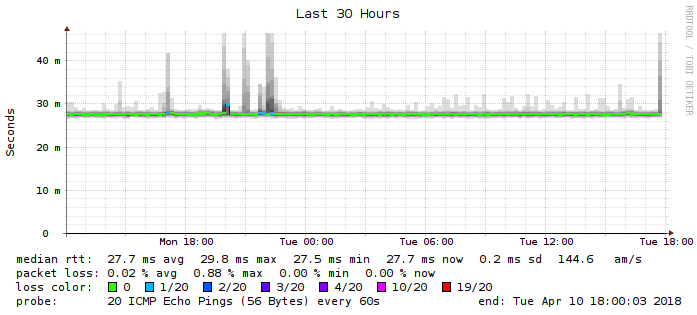 Last 30 Hours
RRDTOOL / TOBI OETIKER
Seconds
40 m
30 m
20 m
10 m
0
Mon 18:00 Tue 00:00 Tue 06:00 Tue 12:00 Tue 18:00
median rtt: 27.7 ms avg 29.8 ms max 27.5 ms min 27.7 ms now 0.2 ms sd 144.6 am/s
packet loss: 0.02 % avg 0.88 % max 0.00 % min 0.00 % now
loss color: 0 1/20 2/20 3/20 4/20 10/20 19/20
probe: 20 ICMP Echo Pings (56 Bytes) every 60s end: Tue Apr 10 18:00:03 2018